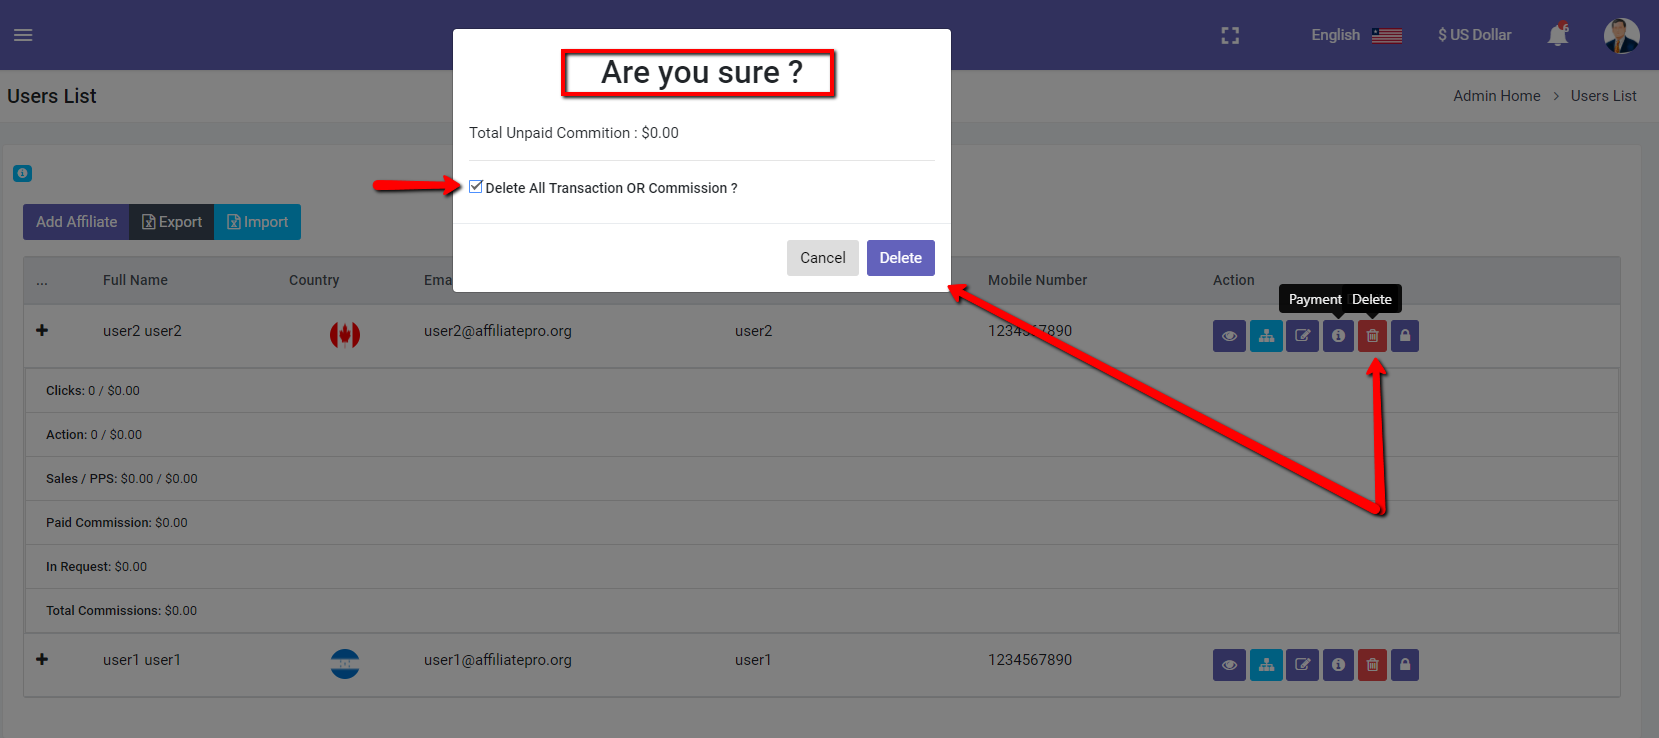 English
$ US Dollar
6
Users List
Admin Home > Users List
Are you sure ?
Total Unpaid Commition : $0.00
Delete All Transaction OR Commission ?
Cancel
Delete
Add Affiliate
Export
Import
... Full Name Country Ema Mobile Number Action
Payment Delete
user2 user2 user2@affiliatepro.org user2 1234567890
Clicks: 0 / $0.00
Action: 0 / $0.00
Sales / PPS: $0.00 / $0.00
Paid Commission: $0.00
In Request: $0.00
Total Commissions: $0.00
user1 user1 user1@affiliatepro.org user1 1234567890